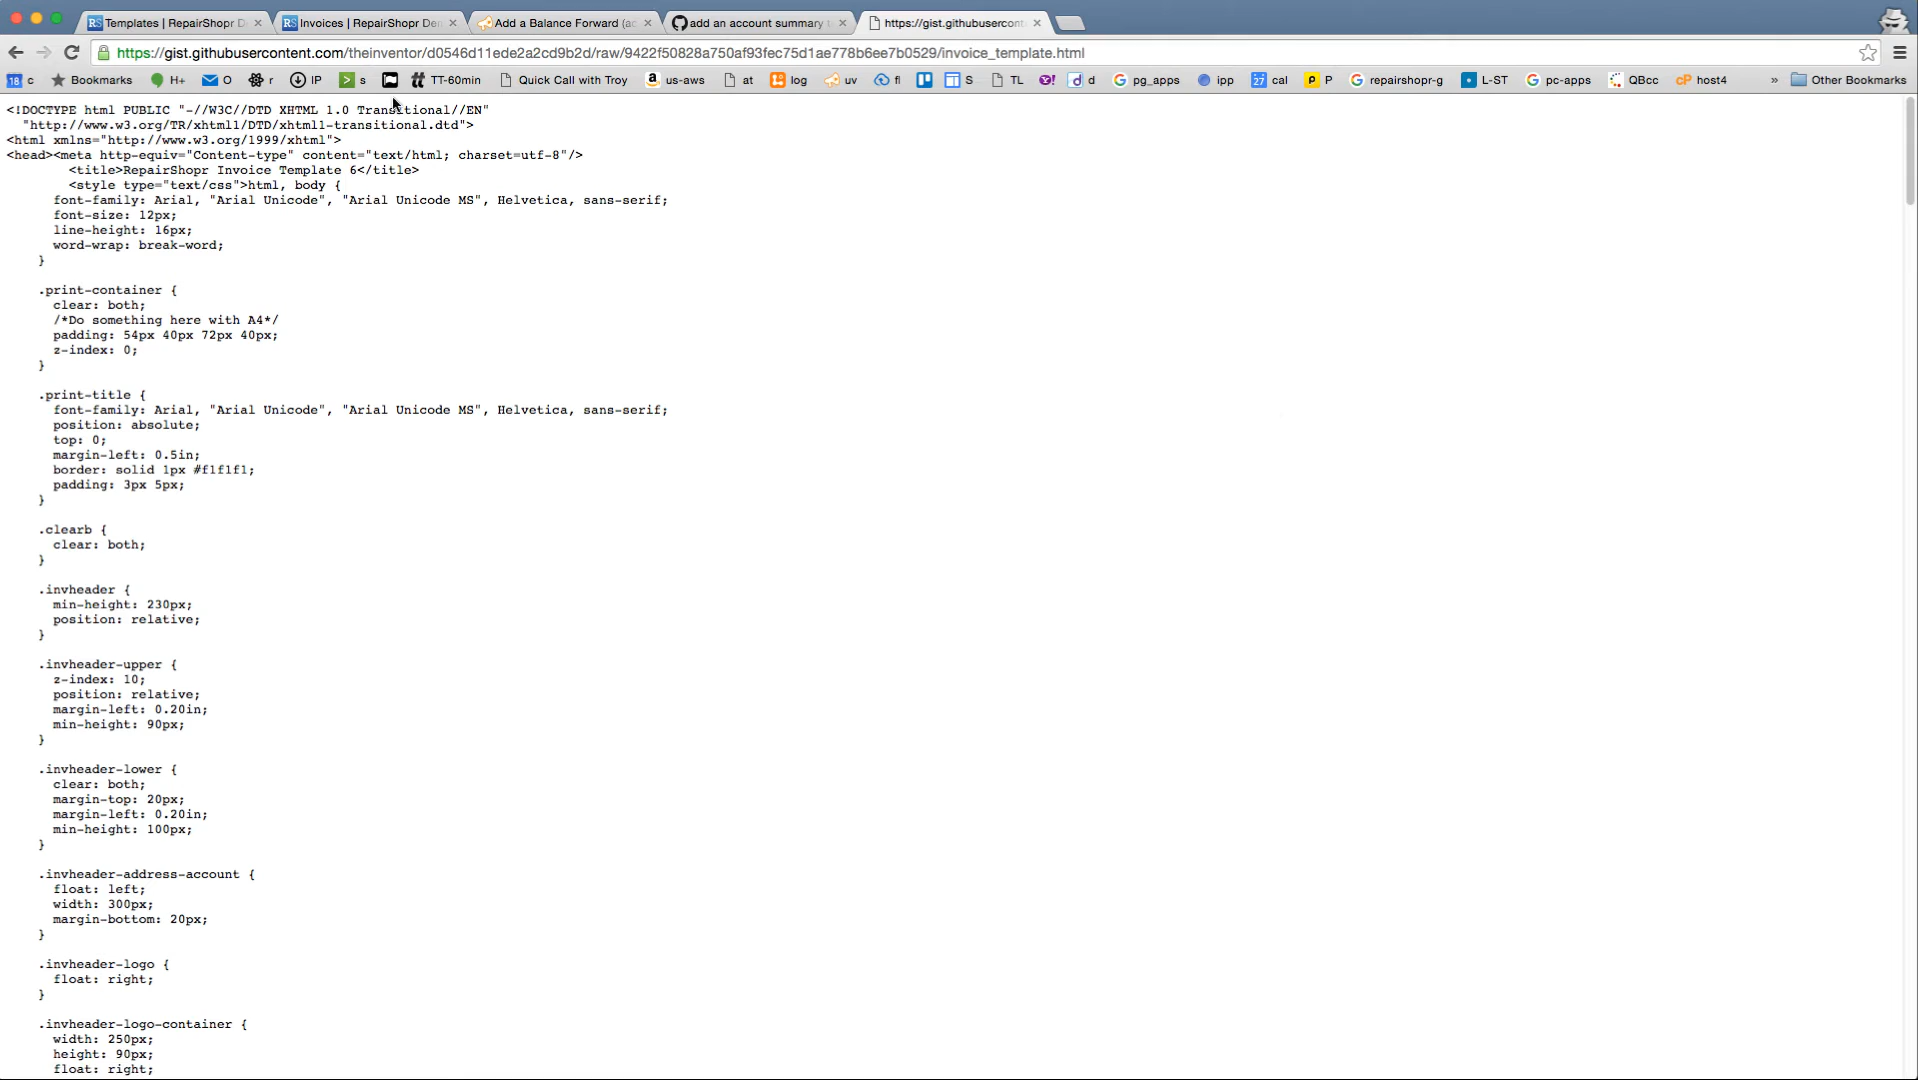 Templates | RepairShopr D
Invoices | RepairShopr Der
Add a Balance Forward (ac
add an account summary
https://gist.githubusercont
https://gist.githubusercontent.com/theinventor/d0546d11ede2a2cd9b2d/raw/9422f50828a750af93fec75d1ae778b6ee7b0529/invoice_template.html
18 c Bookmarks H+ O r IP > s TT-60min Quick Call with Troy a us-aws at log uv fl S TL Y! d d pg_apps ipp 27 cal P P repairshopr-g L-ST pc-apps QBcc cP host4 » Other Bookmarks
<!DOCTYPE html PUBLIC "-//W3C//DTD XHTML 1.0 Transitional//EN"
"http://www.w3.org/TR/xhtml1/DTD/xhtml1-transitional.dtd">
<html xmlns="http://www.w3.org/1999/xhtml">
<head><meta http-equiv="Content-type" content="text/html; charset=utf-8"/>
<title>RepairShopr Invoice Template 6</title>
<style type="text/css">html, body {
font-family: Arial, "Arial Unicode", "Arial Unicode MS", Helvetica, sans-serif;
font-size: 12px;
line-height: 16px;
word-wrap: break-word;
}
.print-container {
clear: both;
/*Do something here with A4*/
padding: 54px 40px 72px 40px;
z-index: 0;
}
.print-title {
font-family: Arial, "Arial Unicode", "Arial Unicode MS", Helvetica, sans-serif;
position: absolute;
top: 0;
margin-left: 0.5in;
border: solid 1px #f1f1f1;
padding: 3px 5px;
}
.clearb {
clear: both;
}
.invheader {
min-height: 230px;
position: relative;
}
.invheader-upper {
z-index: 10;
position: relative;
margin-left: 0.20in;
min-height: 90px;
}
.invheader-lower {
clear: both;
margin-top: 20px;
margin-left: 0.20in;
min-height: 100px;
}
.invheader-address-account {
float: left;
width: 300px;
margin-bottom: 20px;
}
.invheader-logo {
float: right;
}
.invheader-logo-container {
width: 250px;
height: 90px;
float: right;